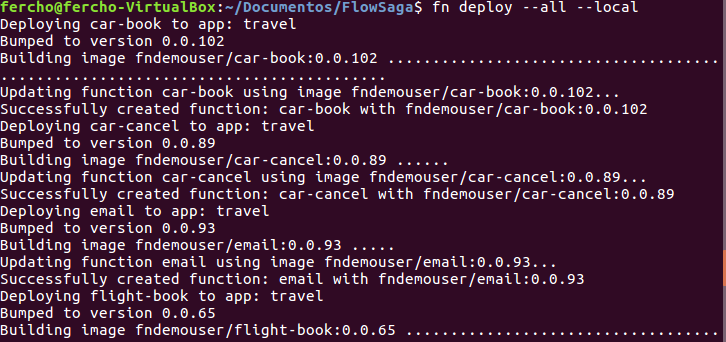 fercho@fercho-VirtualBox:~/Documentos/FlowSaga$ fn deploy --all --local
Deploying car-book to app: travel
Bumped to version 0.0.102
Building image fndemouser/car-book:0.0.102 .....................................
...........................................
Updating function car-book using image fndemouser/car-book:0.0.102...
Successfully created function: car-book with fndemouser/car-book:0.0.102
Deploying car-cancel to app: travel
Bumped to version 0.0.89
Building image fndemouser/car-cancel:0.0.89 ......
Updating function car-cancel using image fndemouser/car-cancel:0.0.89...
Successfully created function: car-cancel with fndemouser/car-cancel:0.0.89
Deploying email to app: travel
Bumped to version 0.0.93
Building image fndemouser/email:0.0.93 .....
Updating function email using image fndemouser/email:0.0.93...
Successfully created function: email with fndemouser/email:0.0.93
Deploying flight-book to app: travel
Bumped to version 0.0.65
Building image fndemouser/flight-book:0.0.65 ...................................